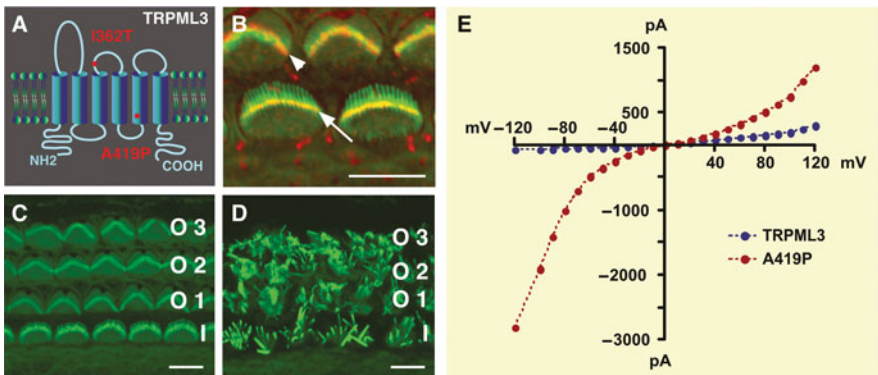 A
TRPML3
I362T
A419P
NH2
COOH
B
C
O 3
O 2
O 1
I
D
O 3
O 2
O 1
I
E
pA
1500
1000
500
mV –120 –80 –40
40 80 120 mV
–1000
–2000
–3000
pA
TRPML3
A419P